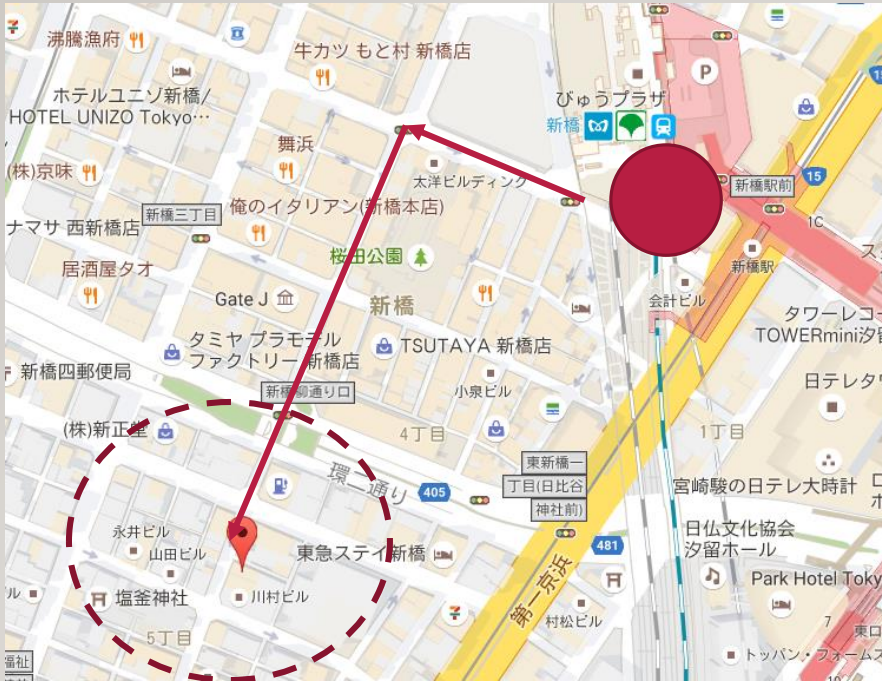 沸騰漁府
牛カツ もと村 新橋店
ホテルユニゾ新橋/
HOTEL UNIZO Tokyo…
P
びゅうプラザ
新橋
舞浜
太洋ビルディング
(株)京味
新橋駅前
15
新橋三丁目
俺のイタリアン(新橋本店)
1C
ナマサ 西新橋店
桜田公園
新橋駅
居酒屋タオ
Gate J
新橋
会計ビル
タワーレコー
TOWERmini汐留
タミヤ プラモデル
ファクトリー 新橋店
TSUTAYA 新橋店
新橋四郵便局
新橋柳通り口
小泉ビル
日テレタワ
(株)新正堂
4丁目
1丁目
東新橋一
丁目(日比谷
神社前)
環二通り
405
宮崎駿の日テレ大時計
永井ビル
山田ビル
東急ステイ新橋
481
日仏文化協会
汐留ホール
第一京浜
塩釜神社
川村ビル
Park Hotel Toky
村松ビル
7
5丁目
東口
トッパン・フォームズ
福祉